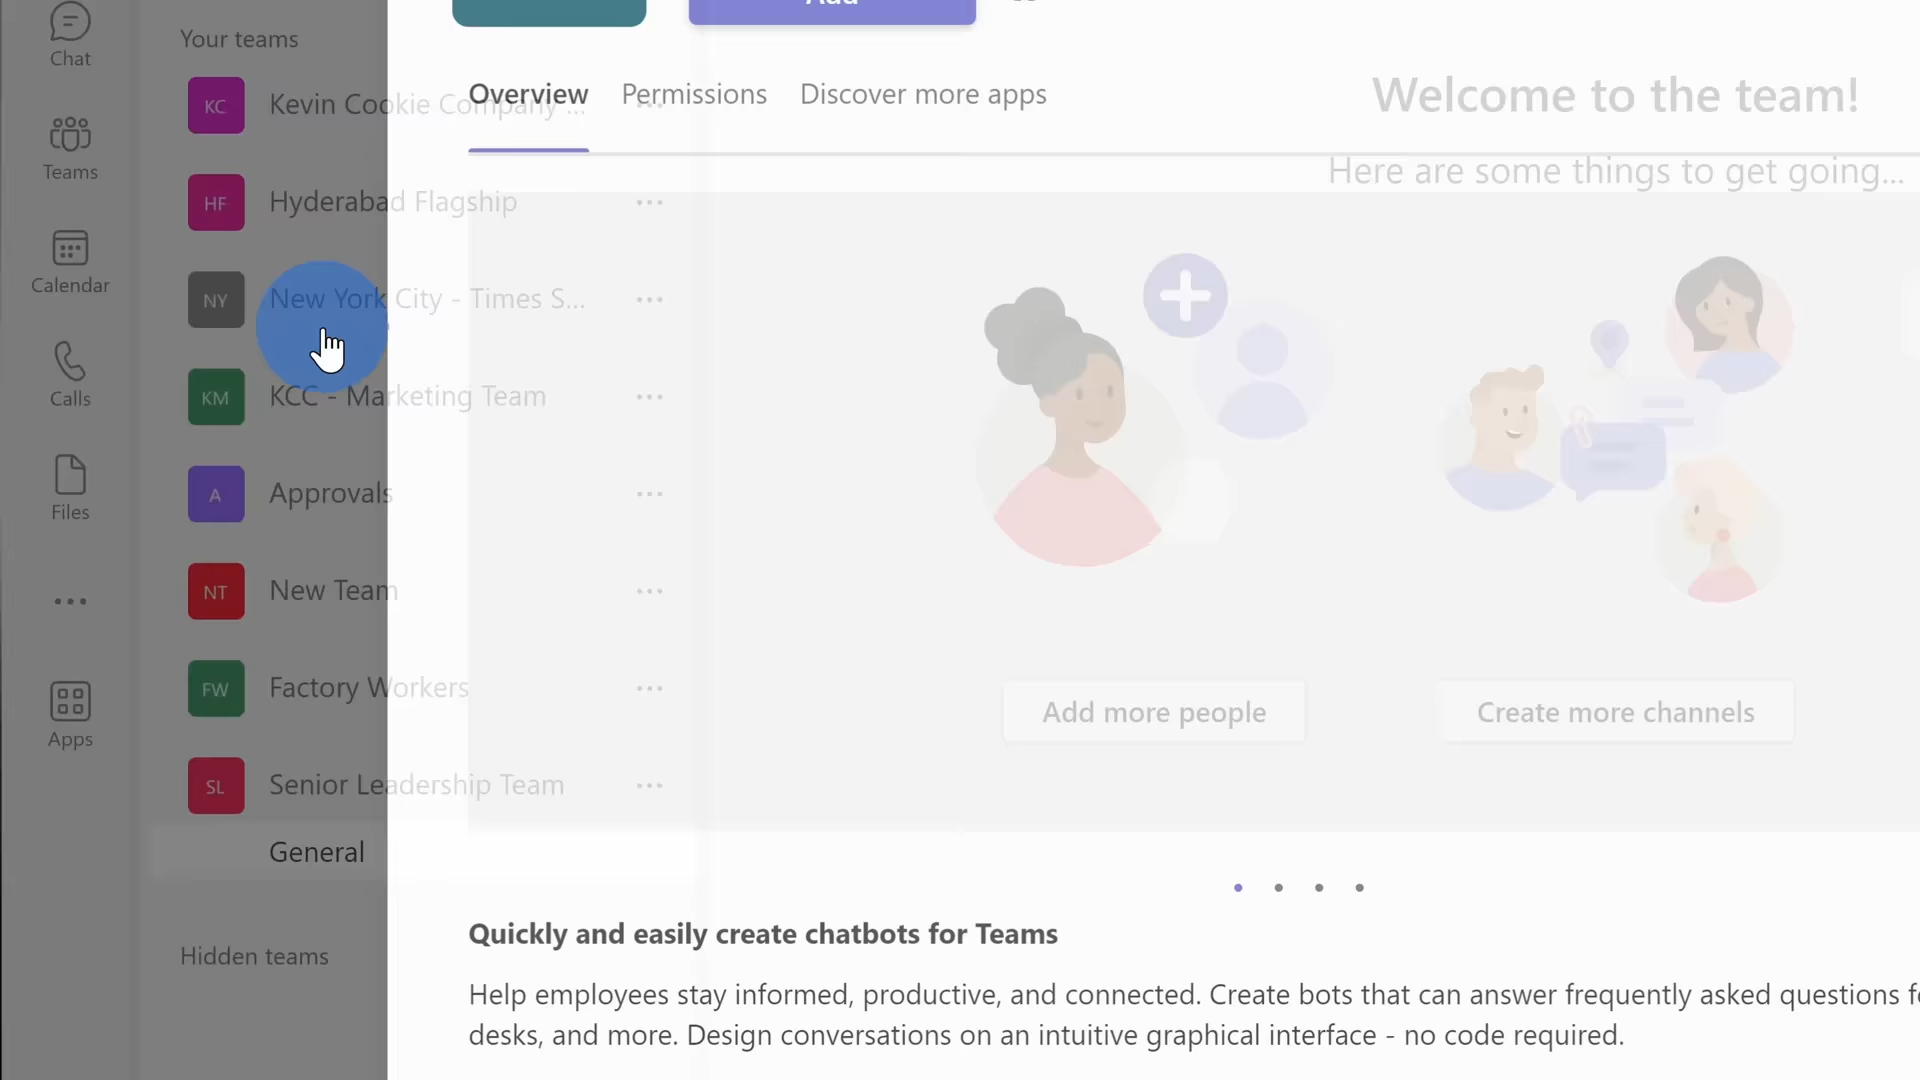 Chat
Teams
Calendar
Calls
Files
Apps
Your teams
KC Kevin Cookie Company ...
HF Hyderabad Flagship
NY New York City - Times S...
KM KCC - Marketing Team
A Approvals
NT New Team
FW Factory Workers
SL Senior Leadership Team
General
Hidden teams
Add
Overview Permissions Discover more apps
Welcome to the team!
Here are some things to get going...
Add more people
Create more channels
Quickly and easily create chatbots for Teams
Help employees stay informed, productive, and connected. Create bots that can answer frequently asked questions
desks, and more. Design conversations on an intuitive graphical interface - no code required.